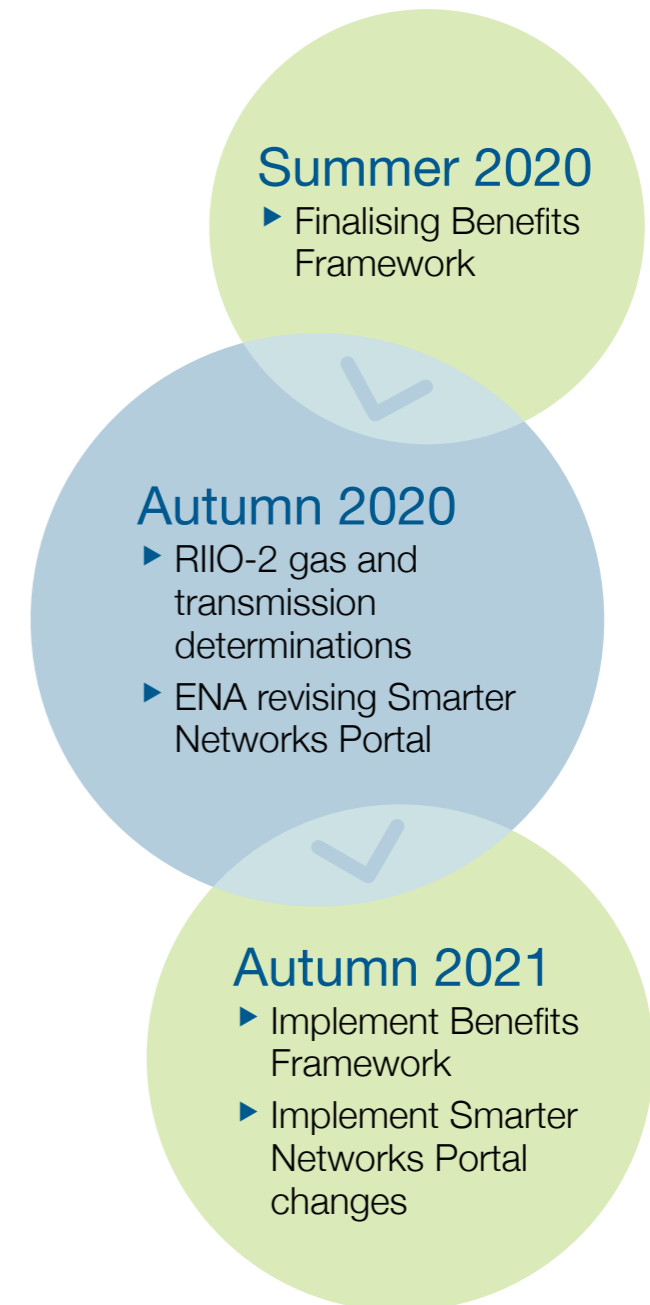 Summer 2020
▶ Finalising Benefits
Framework
Autumn 2020
▶ RIIO-2 gas and
transmission
determinations
▶ ENA revising Smarter
Networks Portal
Autumn 2021
▶ Implement Benefits
Framework
▶ Implement Smarter
Networks Portal
changes